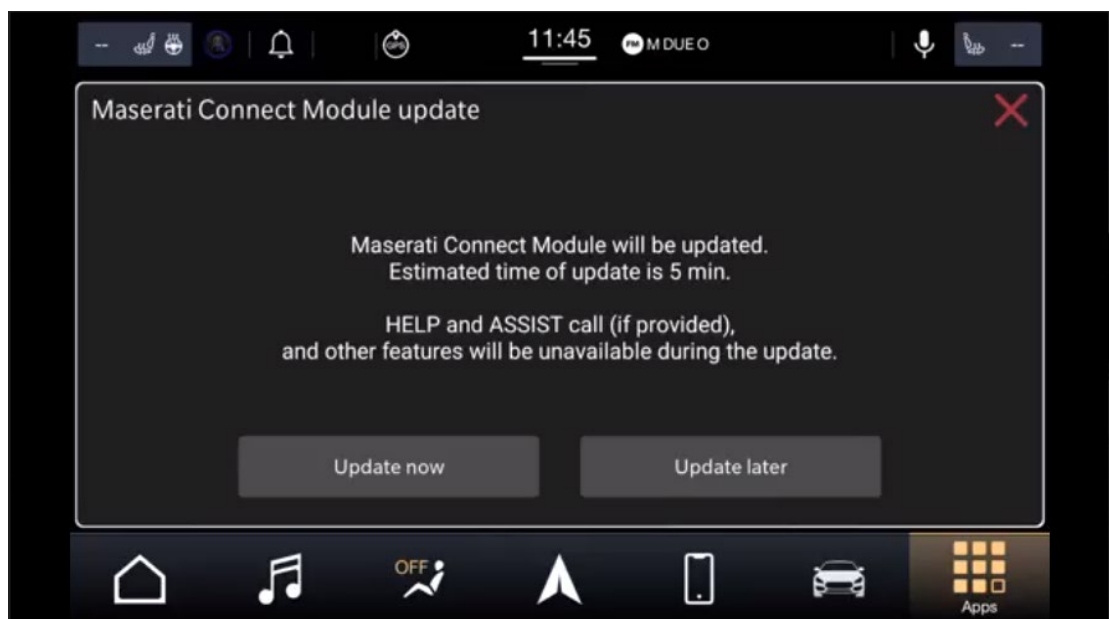 --
GPS
11:45
FM M DUE O
--
Maserati Connect Module update
Maserati Connect Module will be updated.
Estimated time of update is 5 min.
HELP and ASSIST call (if provided),
and other features will be unavailable during the update.
Update now
Update later
OFF
Apps